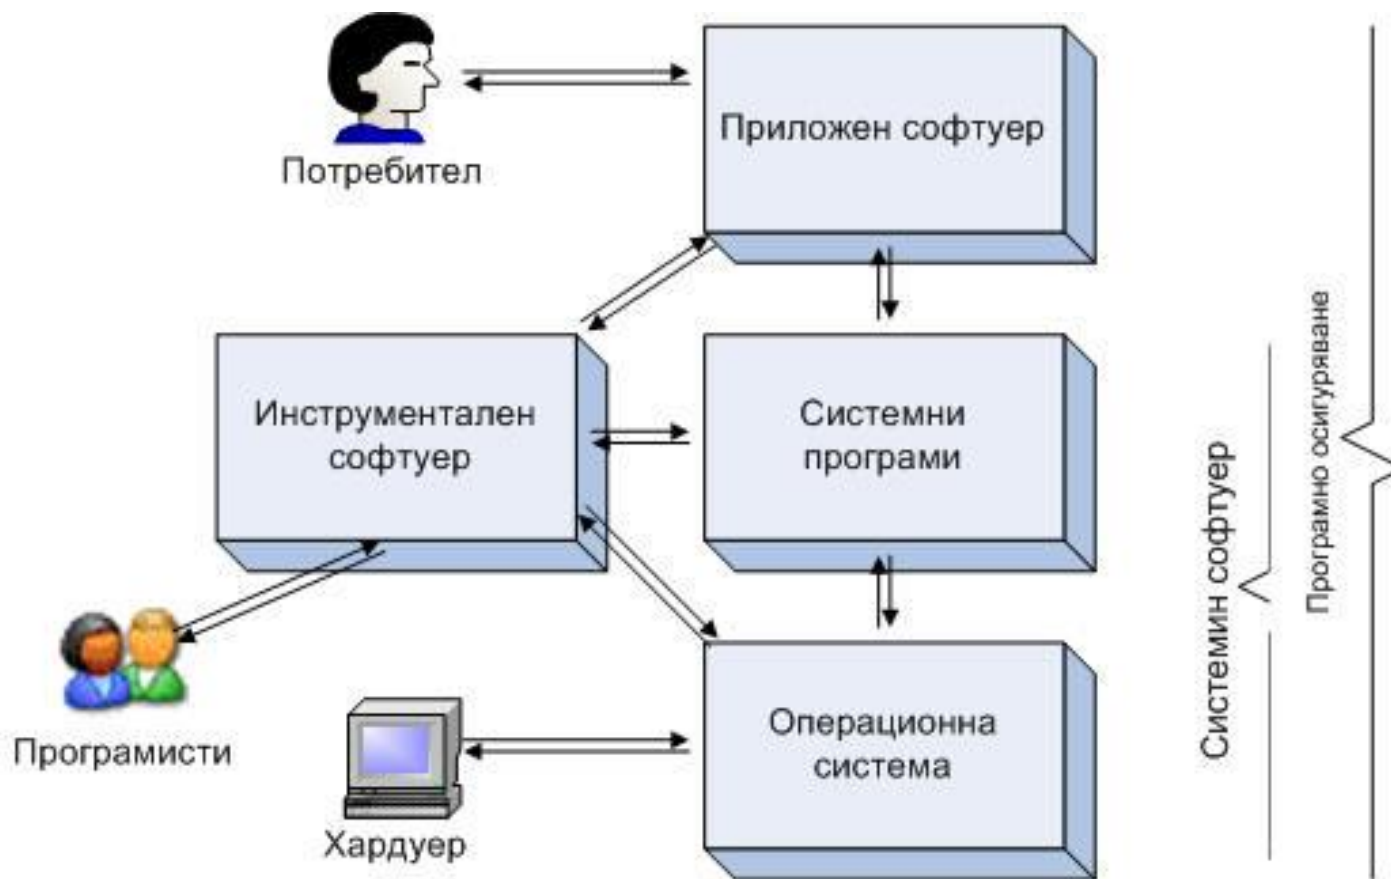 Потребител
Приложен софтуер
Инструментален
софтуер
Системни
програми
Програмисти
Хардуер
Операционна
система
Системин софтуер
Програмно осигуряване